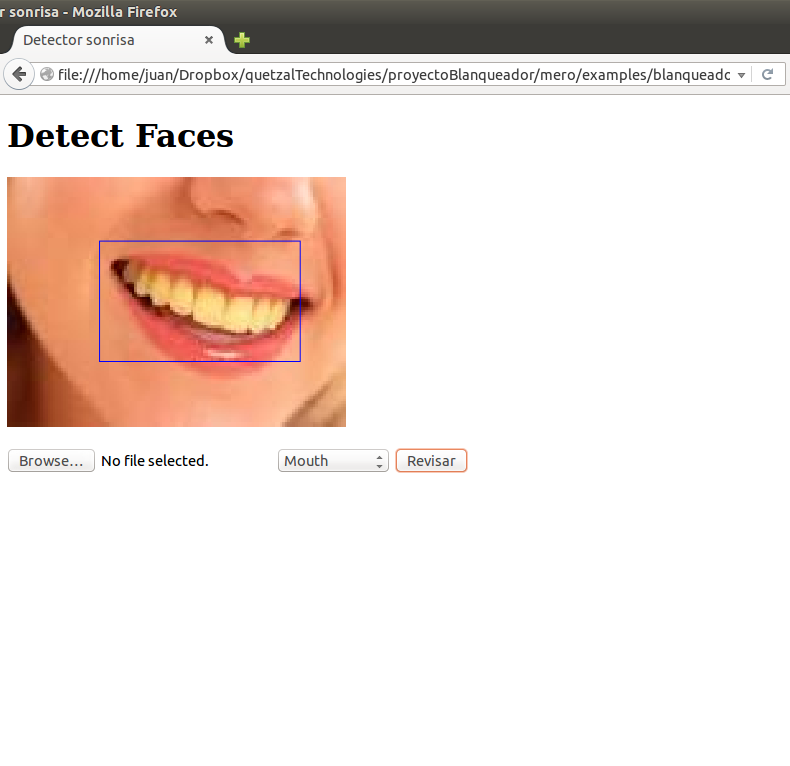 r sonrisa - Mozilla Firefox
Detector sonrisa
file:///home/juan/Dropbox/quetzalTechnologies/proyectoBlanqueador/mero/examples/blanqueadc
Detect Faces
Browse... No file selected. Mouth Revisar